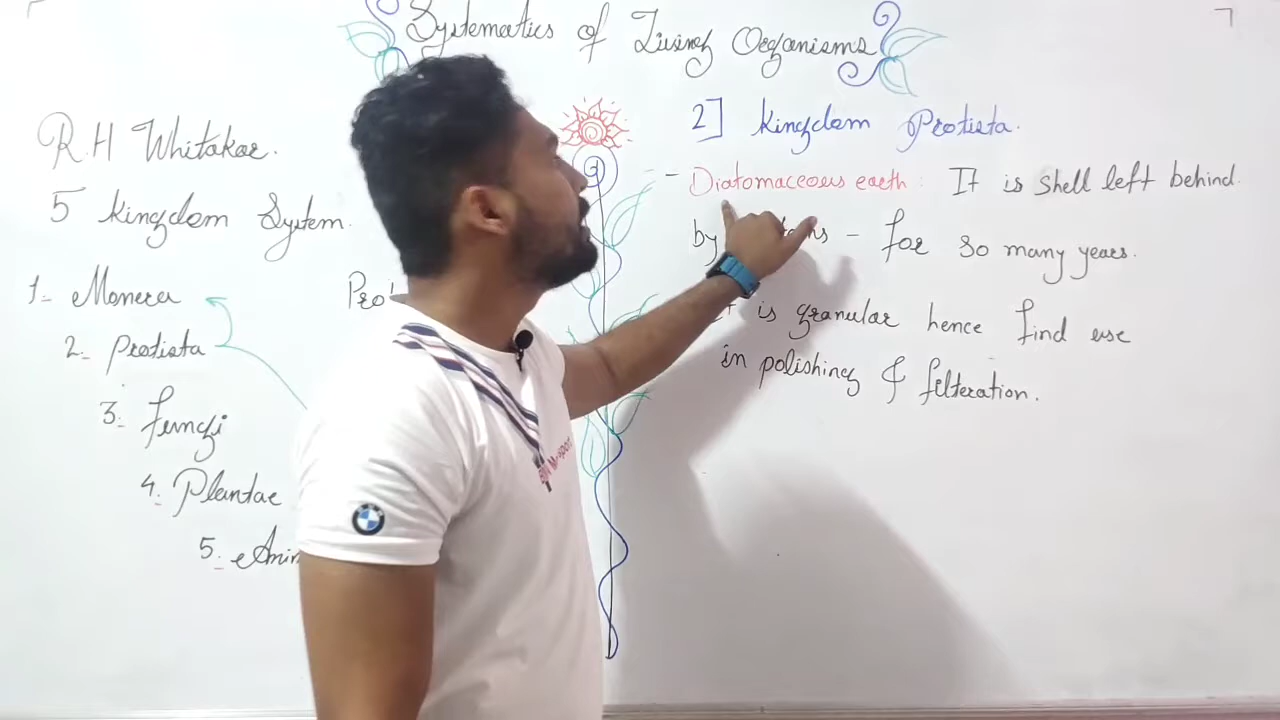 Systematics of Living Organisms
R.H Whitakar.
5 kingdom System.
1- Monera
2- Protista
3- Fungi
4. Plantae
5.
2] kingdom Protista.
- Diatomaceous earth : It is shell left behind
by - for so many years.
is granular hence find use
in polishing & filteration.
BMW